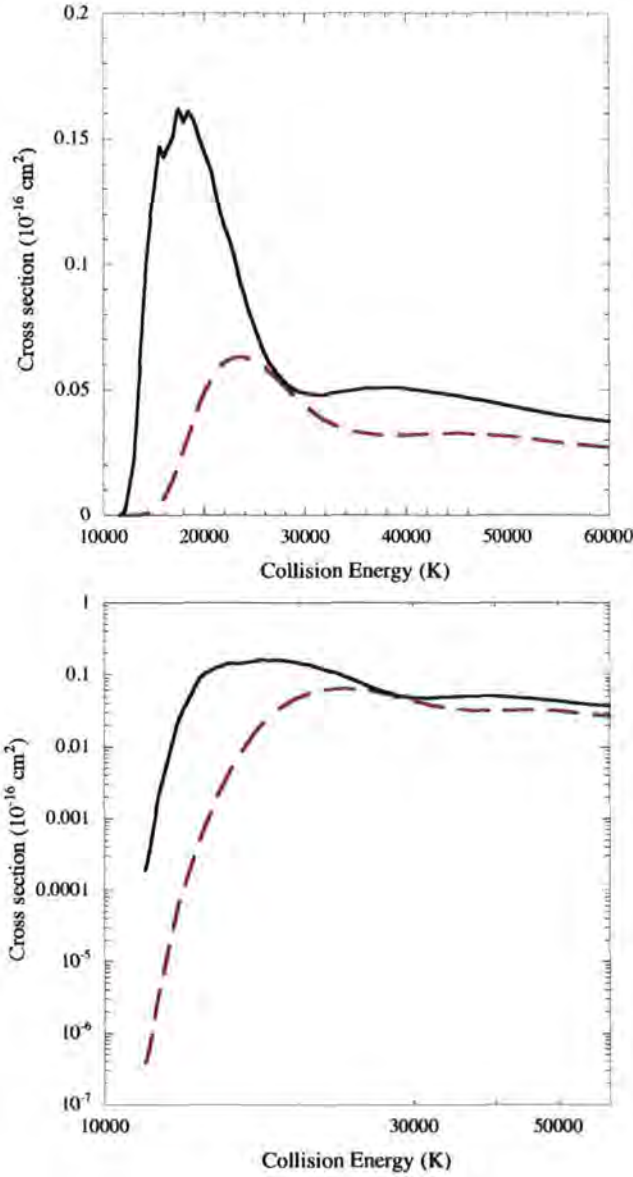 0.2
0.15
0.1
0.05
0
Cross section (10⁻¹⁶ cm²)
10000 20000 30000 40000 50000 60000
Collision Energy (K)
1
0.1
0.01
0.001
0.0001
10⁻⁵
10⁻⁶
10⁻⁷
Cross section (10⁻¹⁶ cm²)
10000 30000 50000
Collision Energy (K)